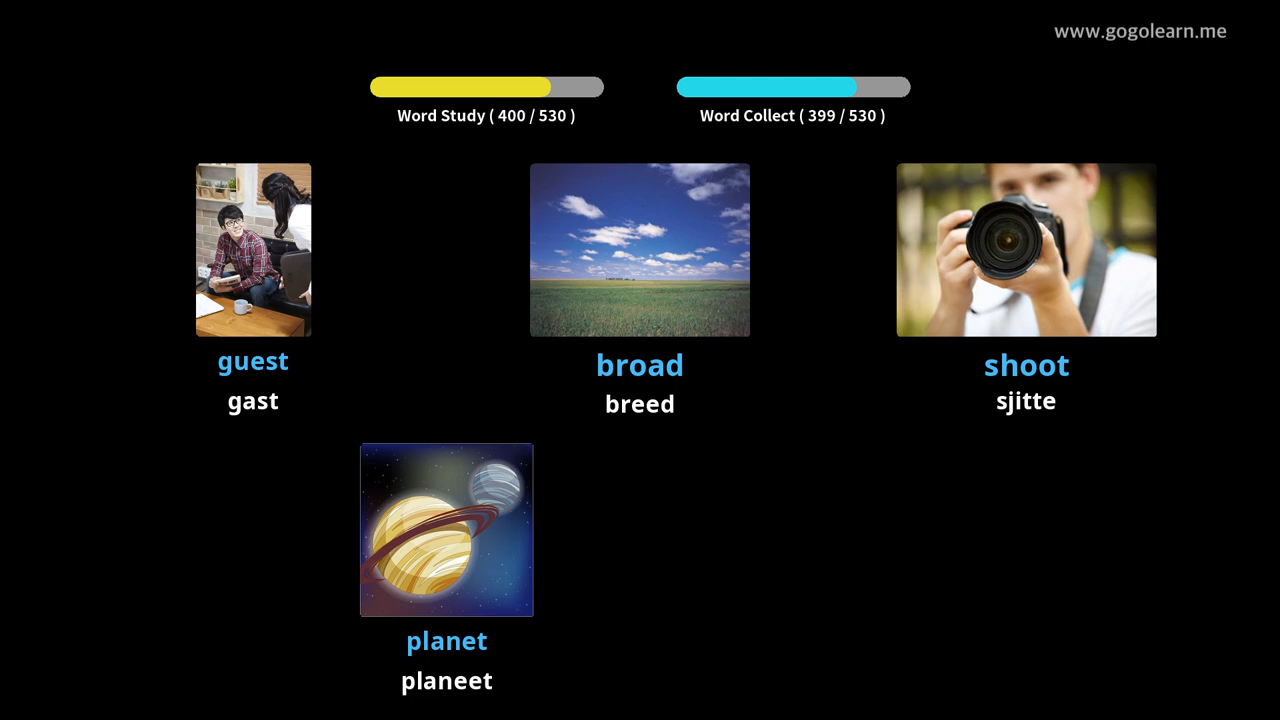 www.gogolearn.me
Word Study ( 400 / 530 )
Word Collect ( 399 / 530 )
guest
gast
broad
breed
shoot
sjitte
planet
planeet